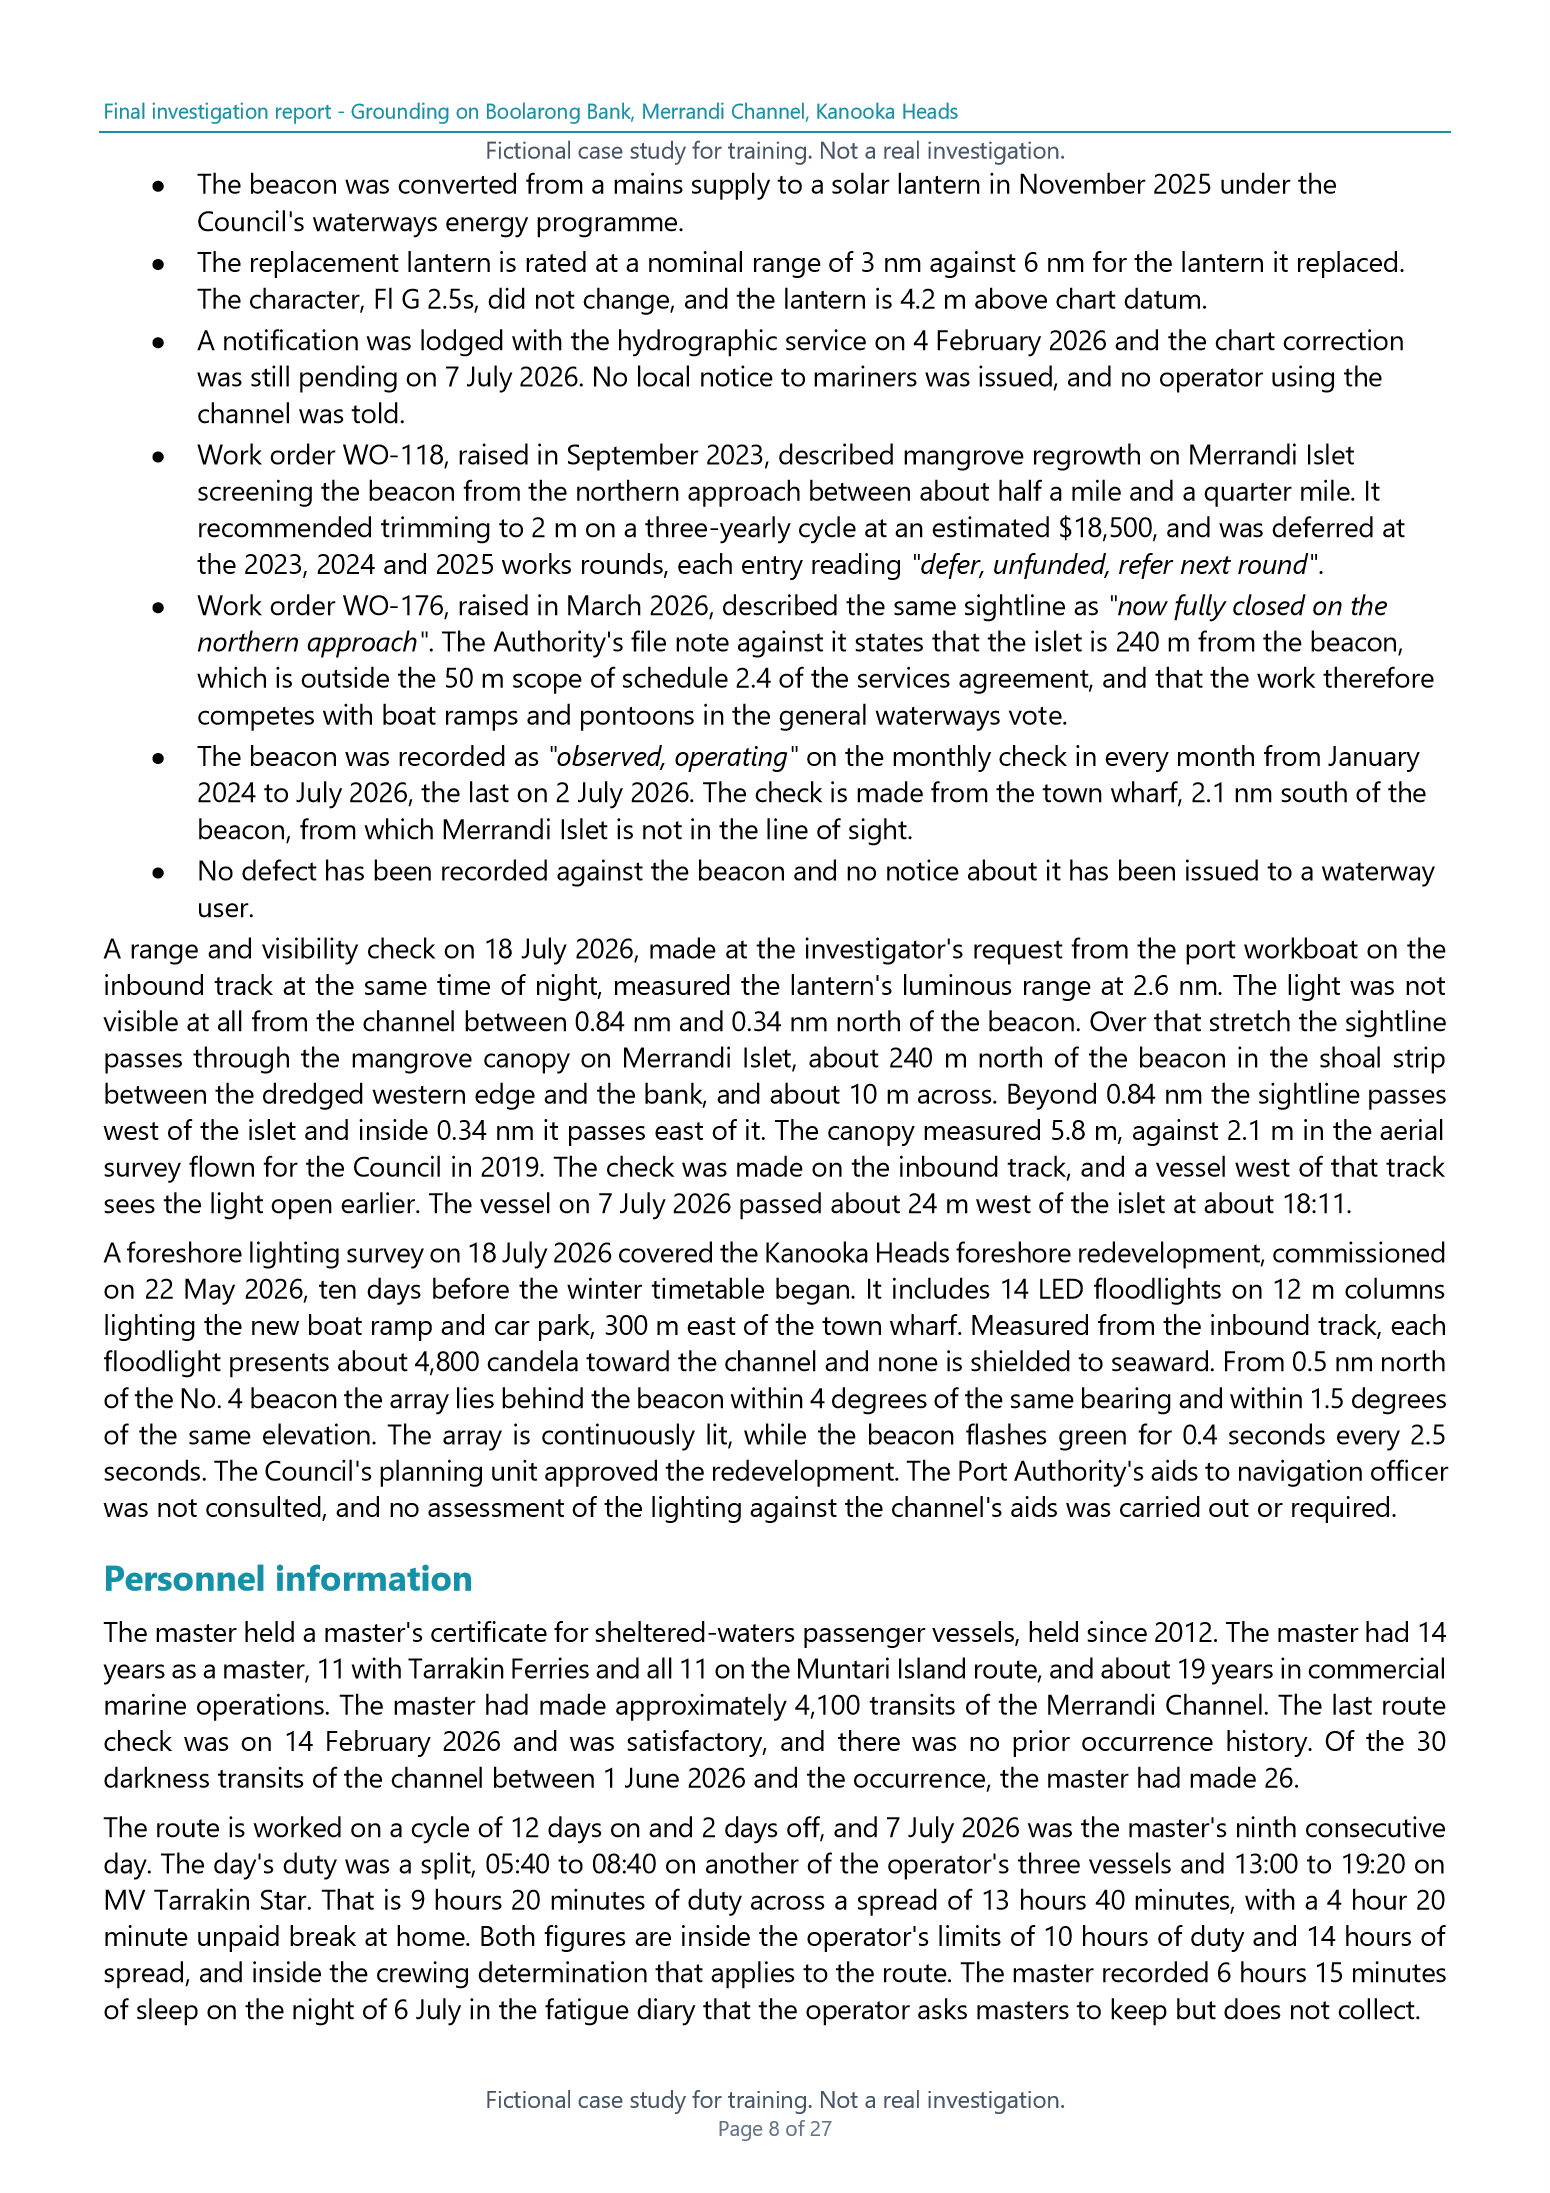 Final investigation report - Grounding on Boolarong Bank, Merrandi Channel, Kanooka Heads
Fictional case study for training. Not a real investigation.
● The beacon was converted from a mains supply to a solar lantern in November 2025 under the
Council's waterways energy programme.
● The replacement lantern is rated at a nominal range of 3 nm against 6 nm for the lantern it replaced.
The character, Fl G 2.5s, did not change, and the lantern is 4.2 m above chart datum.
● A notification was lodged with the hydrographic service on 4 February 2026 and the chart correction
was still pending on 7 July 2026. No local notice to mariners was issued, and no operator using the
channel was told.
● Work order WO-118, raised in September 2023, described mangrove regrowth on Merrandi Islet
screening the beacon from the northern approach between about half a mile and a quarter mile. It
recommended trimming to 2 m on a three-yearly cycle at an estimated $18,500, and was deferred at
the 2023, 2024 and 2025 works rounds, each entry reading "defer, unfunded, refer next round".
● Work order WO-176, raised in March 2026, described the same sightline as "now fully closed on the
northern approach". The Authority's file note against it states that the islet is 240 m from the beacon,
which is outside the 50 m scope of schedule 2.4 of the services agreement, and that the work therefore
competes with boat ramps and pontoons in the general waterways vote.
● The beacon was recorded as "observed, operating" on the monthly check in every month from January
2024 to July 2026, the last on 2 July 2026. The check is made from the town wharf, 2.1 nm south of the
beacon, from which Merrandi Islet is not in the line of sight.
● No defect has been recorded against the beacon and no notice about it has been issued to a waterway
user.
A range and visibility check on 18 July 2026, made at the investigator's request from the port workboat on the
inbound track at the same time of night, measured the lantern's luminous range at 2.6 nm. The light was not
visible at all from the channel between 0.84 nm and 0.34 nm north of the beacon. Over that stretch the sightline
passes through the mangrove canopy on Merrandi Islet, about 240 m north of the beacon in the shoal strip
between the dredged western edge and the bank, and about 10 m across. Beyond 0.84 nm the sightline passes
west of the islet and inside 0.34 nm it passes east of it. The canopy measured 5.8 m, against 2.1 m in the aerial
survey flown for the Council in 2019. The check was made on the inbound track, and a vessel west of that track
sees the light open earlier. The vessel on 7 July 2026 passed about 24 m west of the islet at about 18:11.
A foreshore lighting survey on 18 July 2026 covered the Kanooka Heads foreshore redevelopment, commissioned
on 22 May 2026, ten days before the winter timetable began. It includes 14 LED floodlights on 12 m columns
lighting the new boat ramp and car park, 300 m east of the town wharf. Measured from the inbound track, each
floodlight presents about 4,800 candela toward the channel and none is shielded to seaward. From 0.5 nm north
of the No. 4 beacon the array lies behind the beacon within 4 degrees of the same bearing and within 1.5 degrees
of the same elevation. The array is continuously lit, while the beacon flashes green for 0.4 seconds every 2.5
seconds. The Council's planning unit approved the redevelopment. The Port Authority's aids to navigation officer
was not consulted, and no assessment of the lighting against the channel's aids was carried out or required.
Personnel information
The master held a master's certificate for sheltered-waters passenger vessels, held since 2012. The master had 14
years as a master, 11 with Tarrakin Ferries and all 11 on the Muntari Island route, and about 19 years in commercial
marine operations. The master had made approximately 4,100 transits of the Merrandi Channel. The last route
check was on 14 February 2026 and was satisfactory, and there was no prior occurrence history. Of the 30
darkness transits of the channel between 1 June 2026 and the occurrence, the master had made 26.
The route is worked on a cycle of 12 days on and 2 days off, and 7 July 2026 was the master's ninth consecutive
day. The day's duty was a split, 05:40 to 08:40 on another of the operator's three vessels and 13:00 to 19:20 on
MV Tarrakin Star. That is 9 hours 20 minutes of duty across a spread of 13 hours 40 minutes, with a 4 hour 20
minute unpaid break at home. Both figures are inside the operator's limits of 10 hours of duty and 14 hours of
spread, and inside the crewing determination that applies to the route. The master recorded 6 hours 15 minutes
of sleep on the night of 6 July in the fatigue diary that the operator asks masters to keep but does not collect.
Fictional case study for training. Not a real investigation.
Page 8 of 27